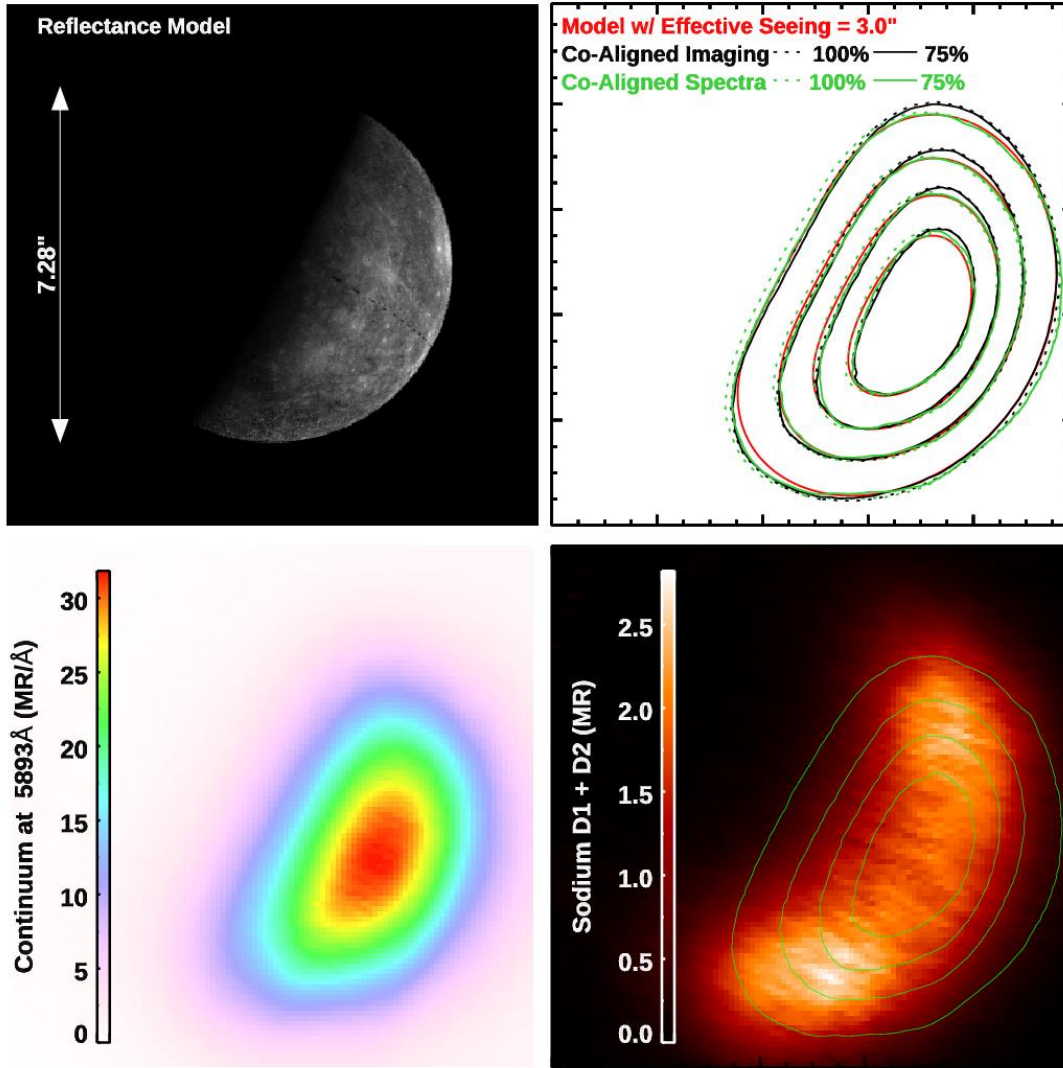 Reflectance Model
7.28"
Model w/ Effective Seeing = 3.0"
Co-Aligned Imaging 100% 75%
Co-Aligned Spectra 100% 75%
Continuum at 5893Å (MR/Å)
30
25
20
15
10
5
0
Sodium D1 + D2 (MR)
2.5
2.0
1.5
1.0
0.5
0.0